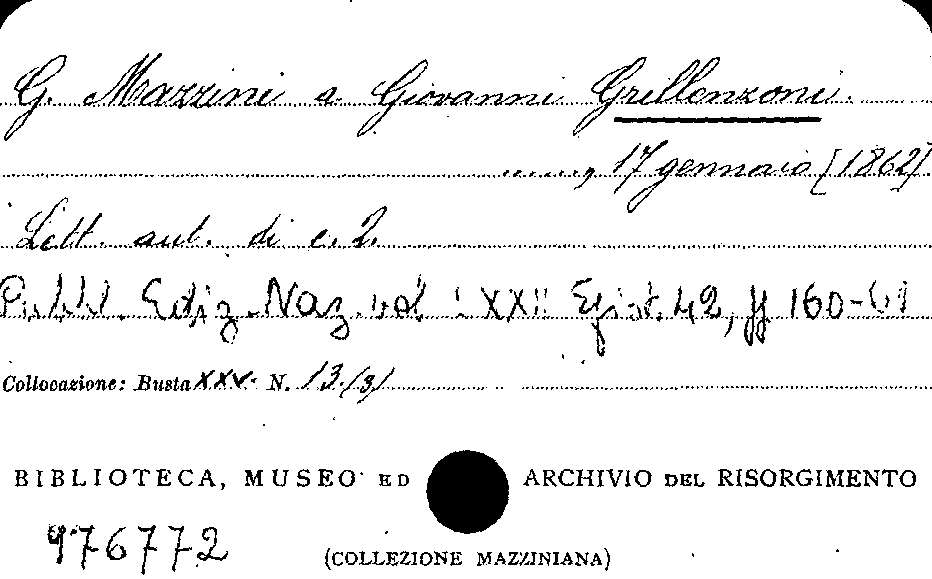 G. Mazzini a Giovanni Grillenzoni.
......, 17 gennaio [1862].
Lett. aut. di c. 2.
Pubbl. Ediz. Naz. vol. LXXII Epist. 42, ff 160-61
Collocazione: Busta XXV. N. 13/3/
BIBLIOTECA, MUSEO ED ARCHIVIO DEL RISORGIMENTO
976772
(COLLEZIONE MAZZINIANA)